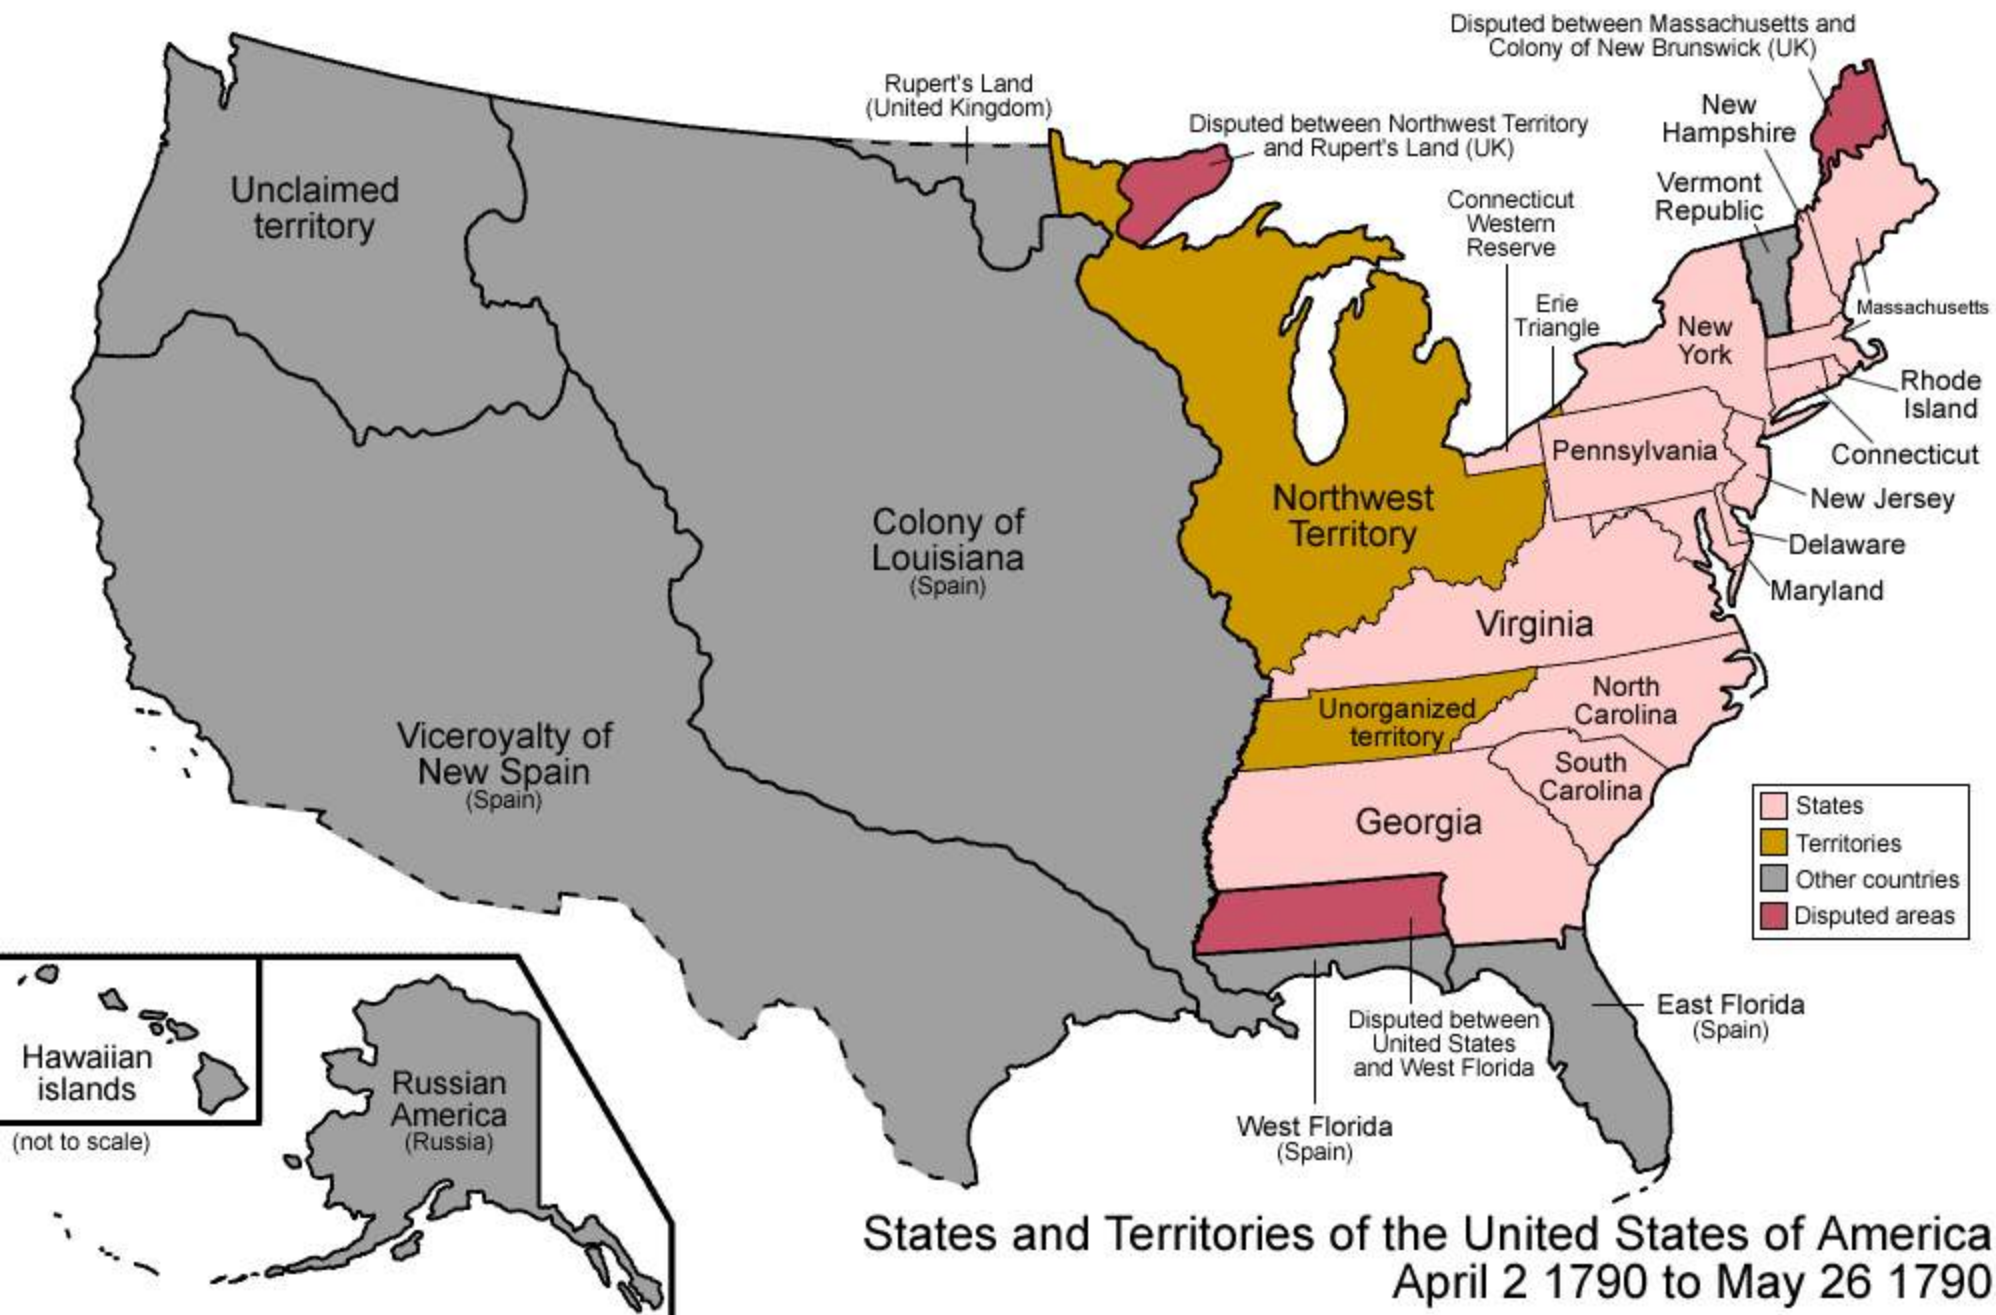 Disputed between Massachusetts and
Colony of New Brunswick (UK)
Rupert's Land
(United Kingdom)
New
Hampshire
Disputed between Northwest Territory
and Rupert's Land (UK)
Unclaimed
territory
Vermont
Republic
Connecticut
Western
Reserve
Erie
Triangle
Massachusetts
New
York
Rhode
Island
Pennsylvania
Connecticut
New Jersey
Northwest
Territory
Colony of
Louisiana
(Spain)
Delaware
Maryland
Virginia
North
Carolina
Unorganized
territory
Viceroyalty of
New Spain
(Spain)
South
Carolina
Georgia
States
Territories
Other countries
Disputed areas
East Florida
(Spain)
Disputed between
United States
and West Florida
West Florida
(Spain)
Hawaiian
islands
(not to scale)
Russian
America
(Russia)
States and Territories of the United States of America
April 2 1790 to May 26 1790